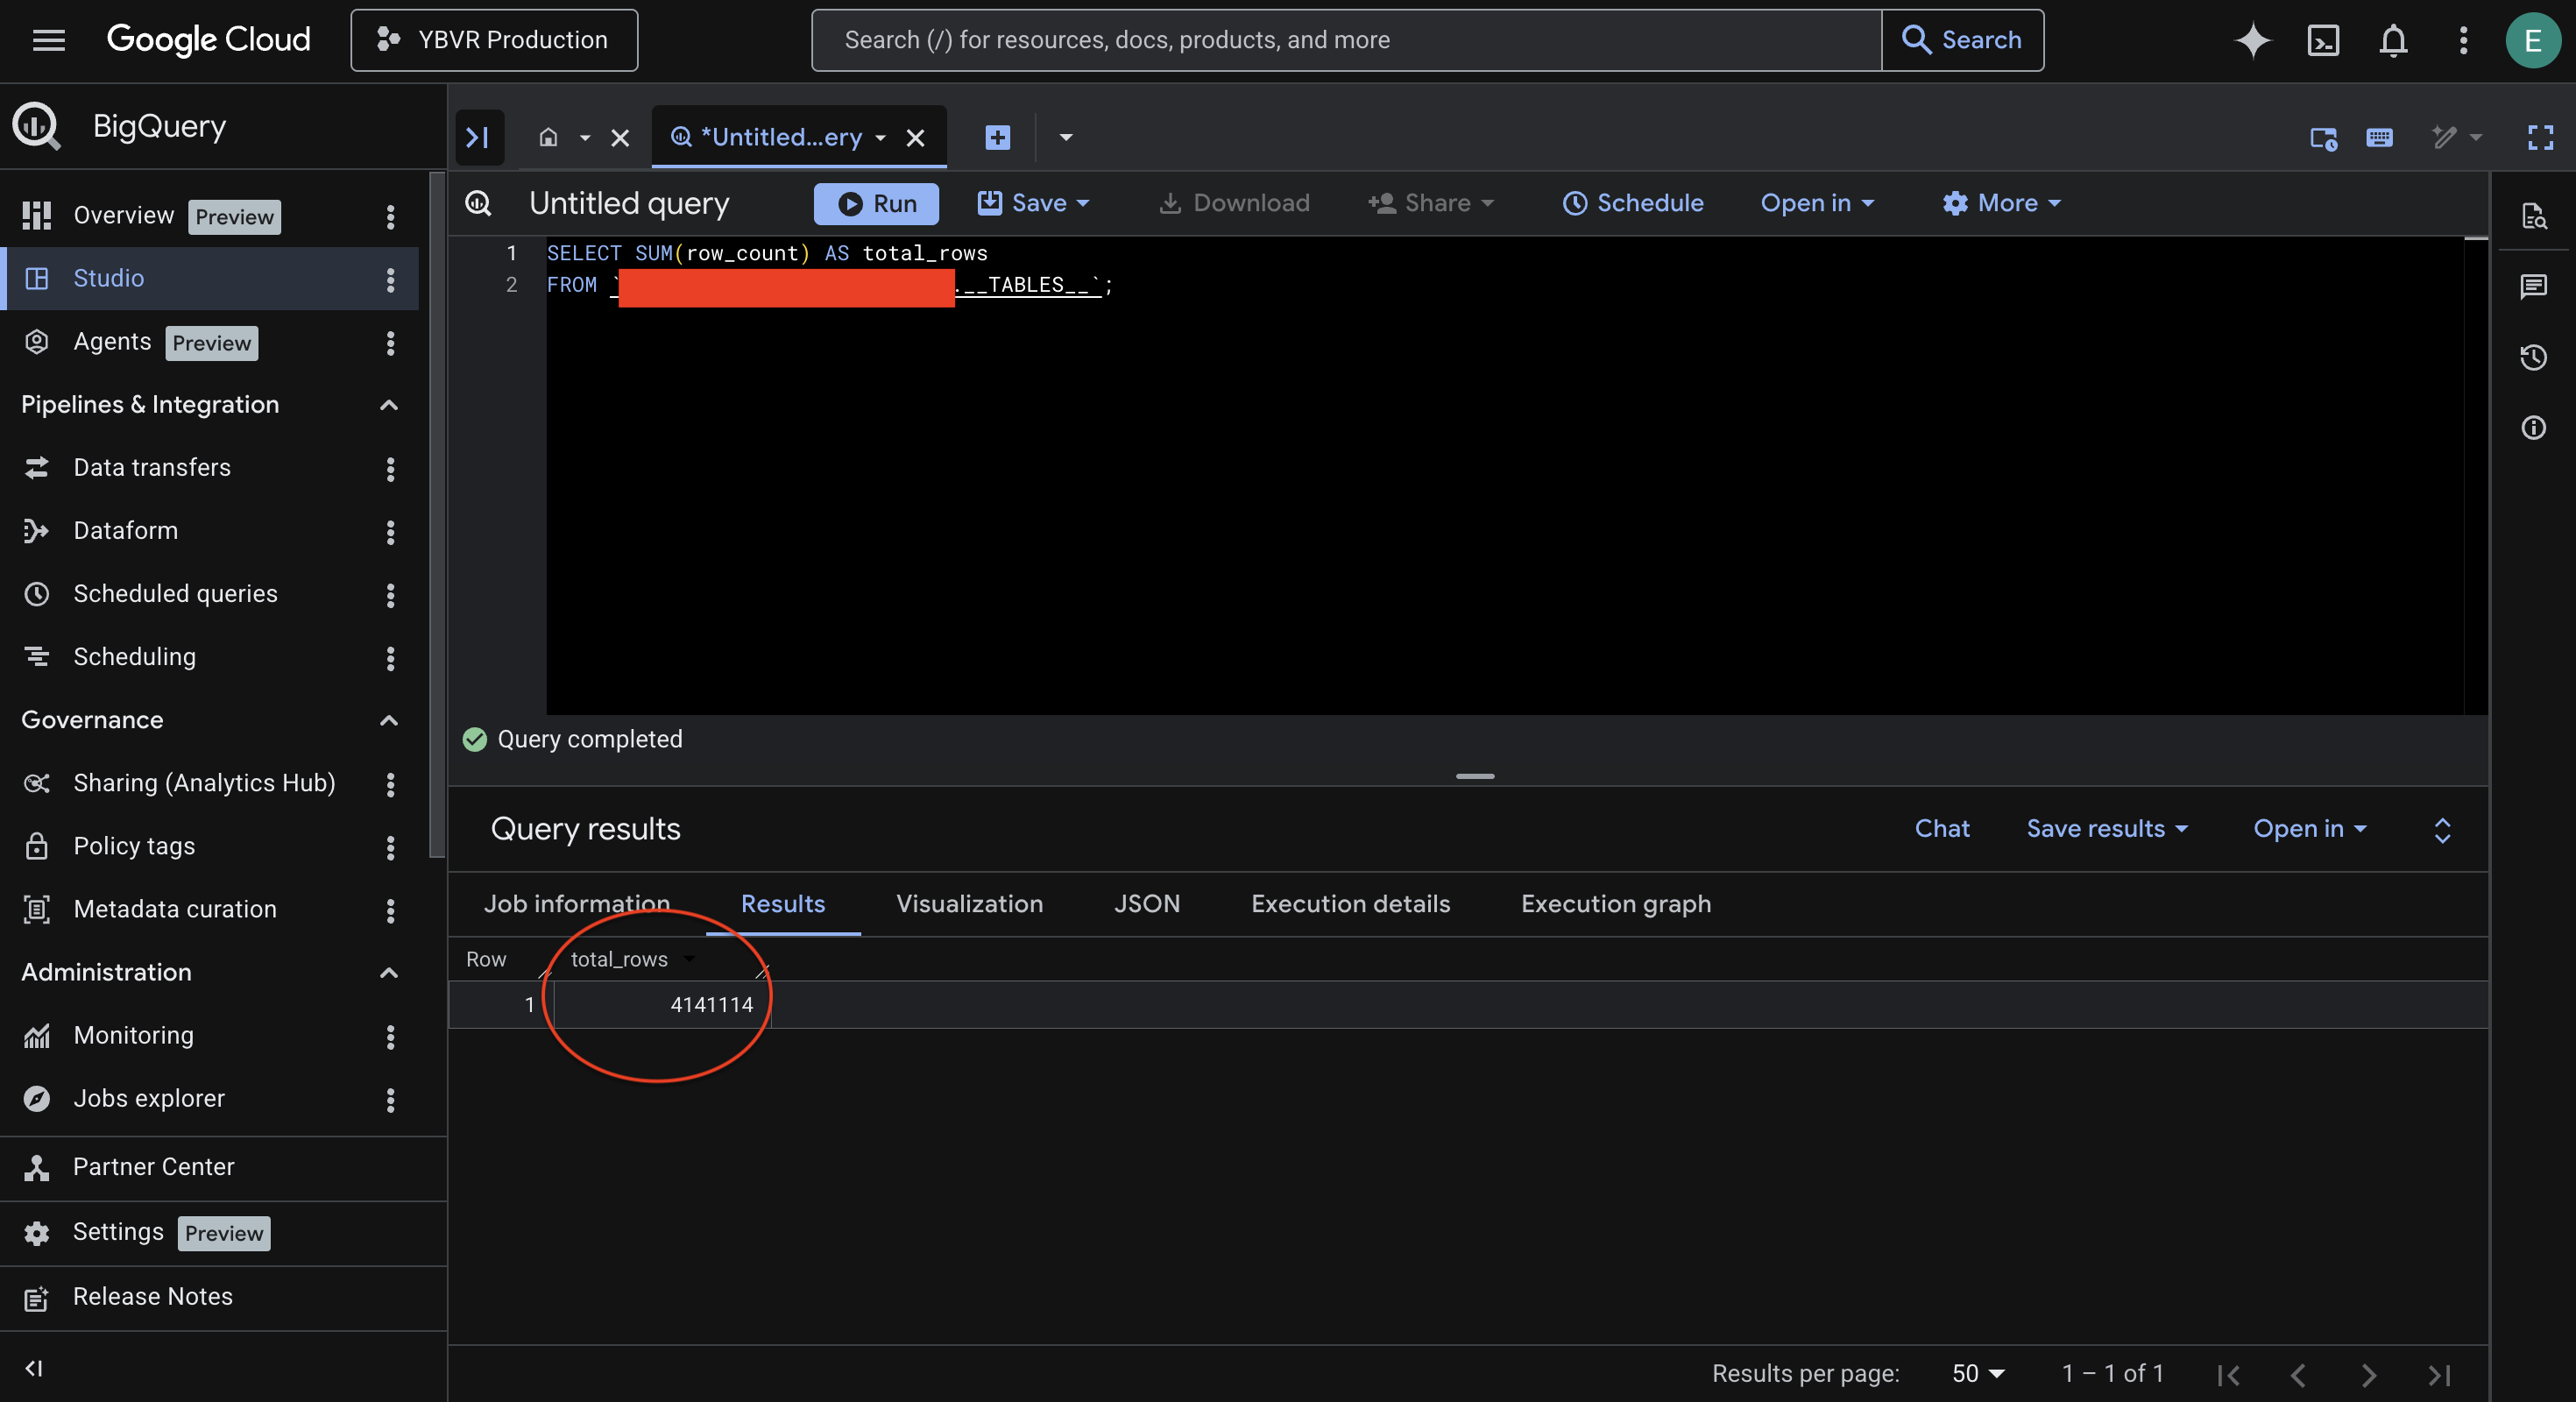 Google Cloud
YBVR Production
Search (/) for resources, docs, products, and more
Search
E
BigQuery
Overview Preview
Studio
Agents Preview
Pipelines & Integration
Data transfers
Dataform
Scheduled queries
Scheduling
Governance
Sharing (Analytics Hub)
Policy tags
Metadata curation
Administration
Monitoring
Jobs explorer
Partner Center
Settings Preview
Release Notes
*Untitled...ery
Untitled query
Run
Save
Download
Share
Schedule
Open in
More
1 SELECT SUM(row_count) AS total_rows
2 FROM ` .__TABLES__`;
Query completed
Query results
Chat
Save results
Open in
Job information
Results
Visualization
JSON
Execution details
Execution graph
Row total_rows
1 4141114
Results per page: 50 1 – 1 of 1